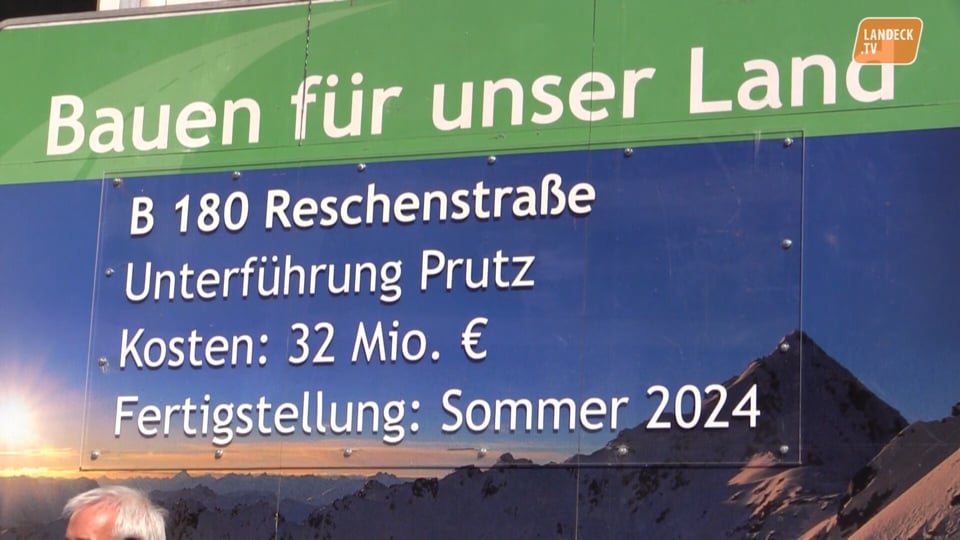 LANDECK
.TV
Bauen für unser Land
B 180 Reschenstraße
Unterführung Prutz
Kosten: 32 Mio. €
Fertigstellung: Sommer 2024